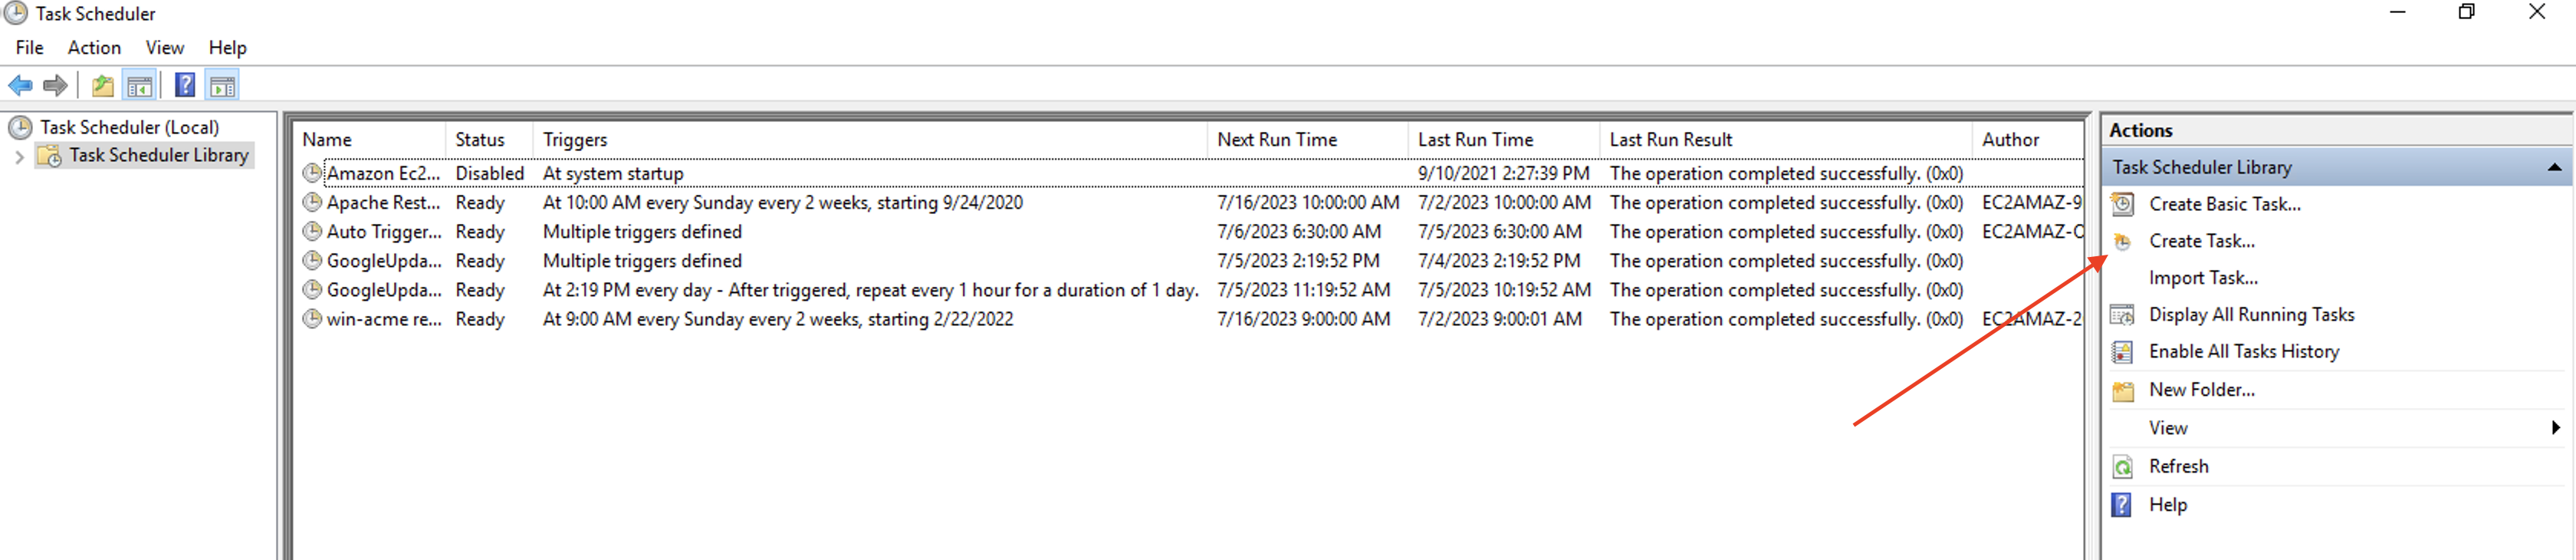 Task Scheduler
File Action View Help
Task Scheduler (Local)
Task Scheduler Library
Name Status Triggers Next Run Time Last Run Time Last Run Result Author
Amazon Ec2... Disabled At system startup 9/10/2021 2:27:39 PM The operation completed successfully. (0x0)
Apache Rest... Ready At 10:00 AM every Sunday every 2 weeks, starting 9/24/2020 7/16/2023 10:00:00 AM 7/2/2023 10:00:00 AM The operation completed successfully. (0x0) EC2AMAZ-9
Auto Trigger... Ready Multiple triggers defined 7/6/2023 6:30:00 AM 7/5/2023 6:30:00 AM The operation completed successfully. (0x0) EC2AMAZ-O
GoogleUpda... Ready Multiple triggers defined 7/5/2023 2:19:52 PM 7/4/2023 2:19:52 PM The operation completed successfully. (0x0)
GoogleUpda... Ready At 2:19 PM every day - After triggered, repeat every 1 hour for a duration of 1 day. 7/5/2023 11:19:52 AM 7/5/2023 10:19:52 AM The operation completed successfully. (0x0)
win-acme re... Ready At 9:00 AM every Sunday every 2 weeks, starting 2/22/2022 7/16/2023 9:00:00 AM 7/2/2023 9:00:01 AM The operation completed successfully. (0x0) EC2AMAZ-2
Actions
Task Scheduler Library
Create Basic Task...
Create Task...
Import Task...
Display All Running Tasks
Enable All Tasks History
New Folder...
View
Refresh
Help